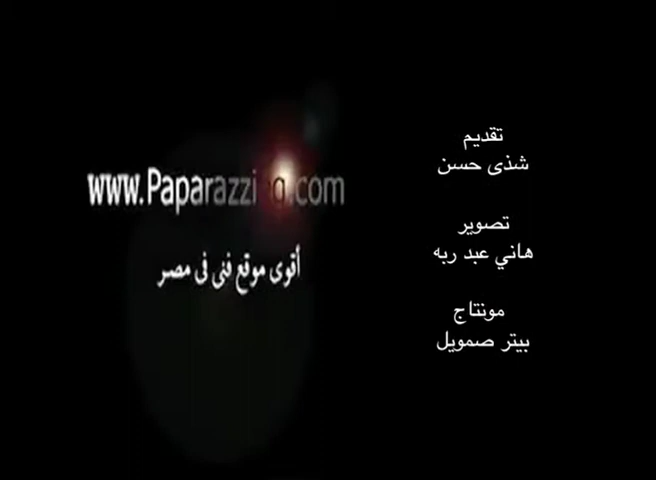 www.Paparazzi .com
أقوى موقع فنى فى مصر
تقديم
شذى حسن
تصوير
هاني عبد ربه
مونتاج
بيتر صمويل